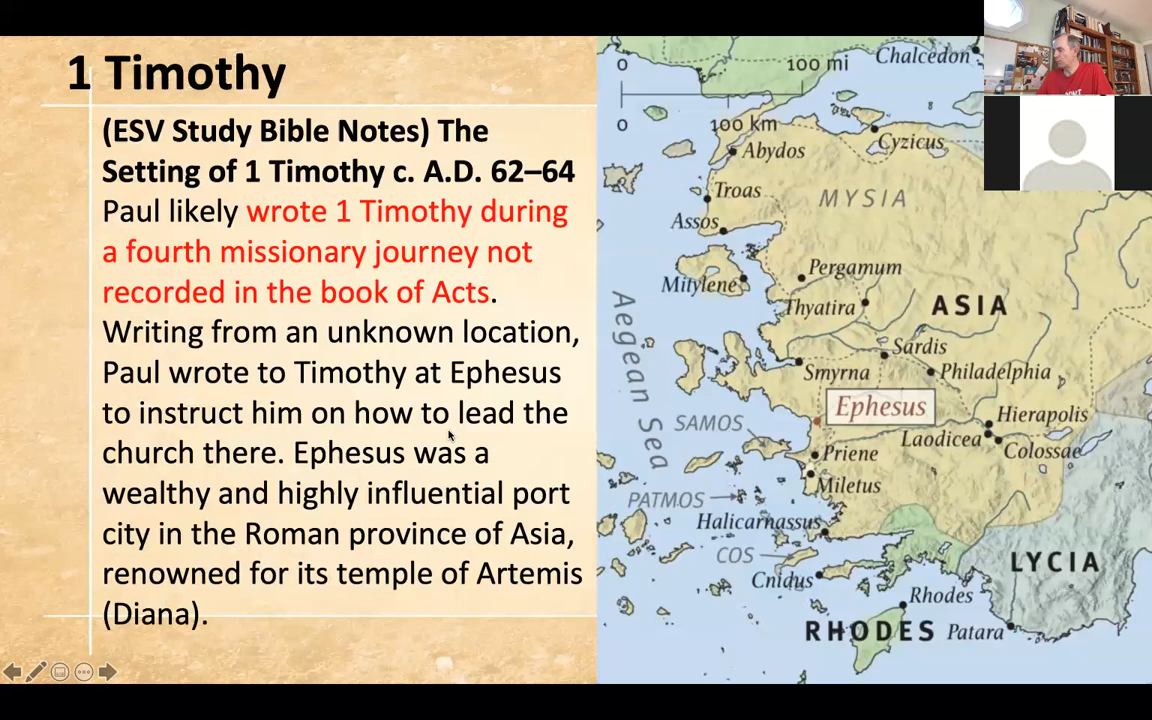 1 Timothy
(ESV Study Bible Notes) The
Setting of 1 Timothy c. A.D. 62–64
Paul likely wrote 1 Timothy during
a fourth missionary journey not
recorded in the book of Acts.
Writing from an unknown location,
Paul wrote to Timothy at Ephesus
to instruct him on how to lead the
church there. Ephesus was a
wealthy and highly influential port
city in the Roman province of Asia,
renowned for its temple of Artemis
(Diana).
0 100 mi
0 100 km
Chalcedon
Cyzicus
Abydos
Troas
MYSIA
Assos
Pergamum
Mitylene
Thyatira
ASIA
Aegean Sea
Sardis
Smyrna
Philadelphia
Ephesus
Hierapolis
SAMOS
Laodicea
Colossae
Priene
Miletus
PATMOS
Halicarnassus
COS
LYCIA
Cnidus
Rhodes
RHODES
Patara